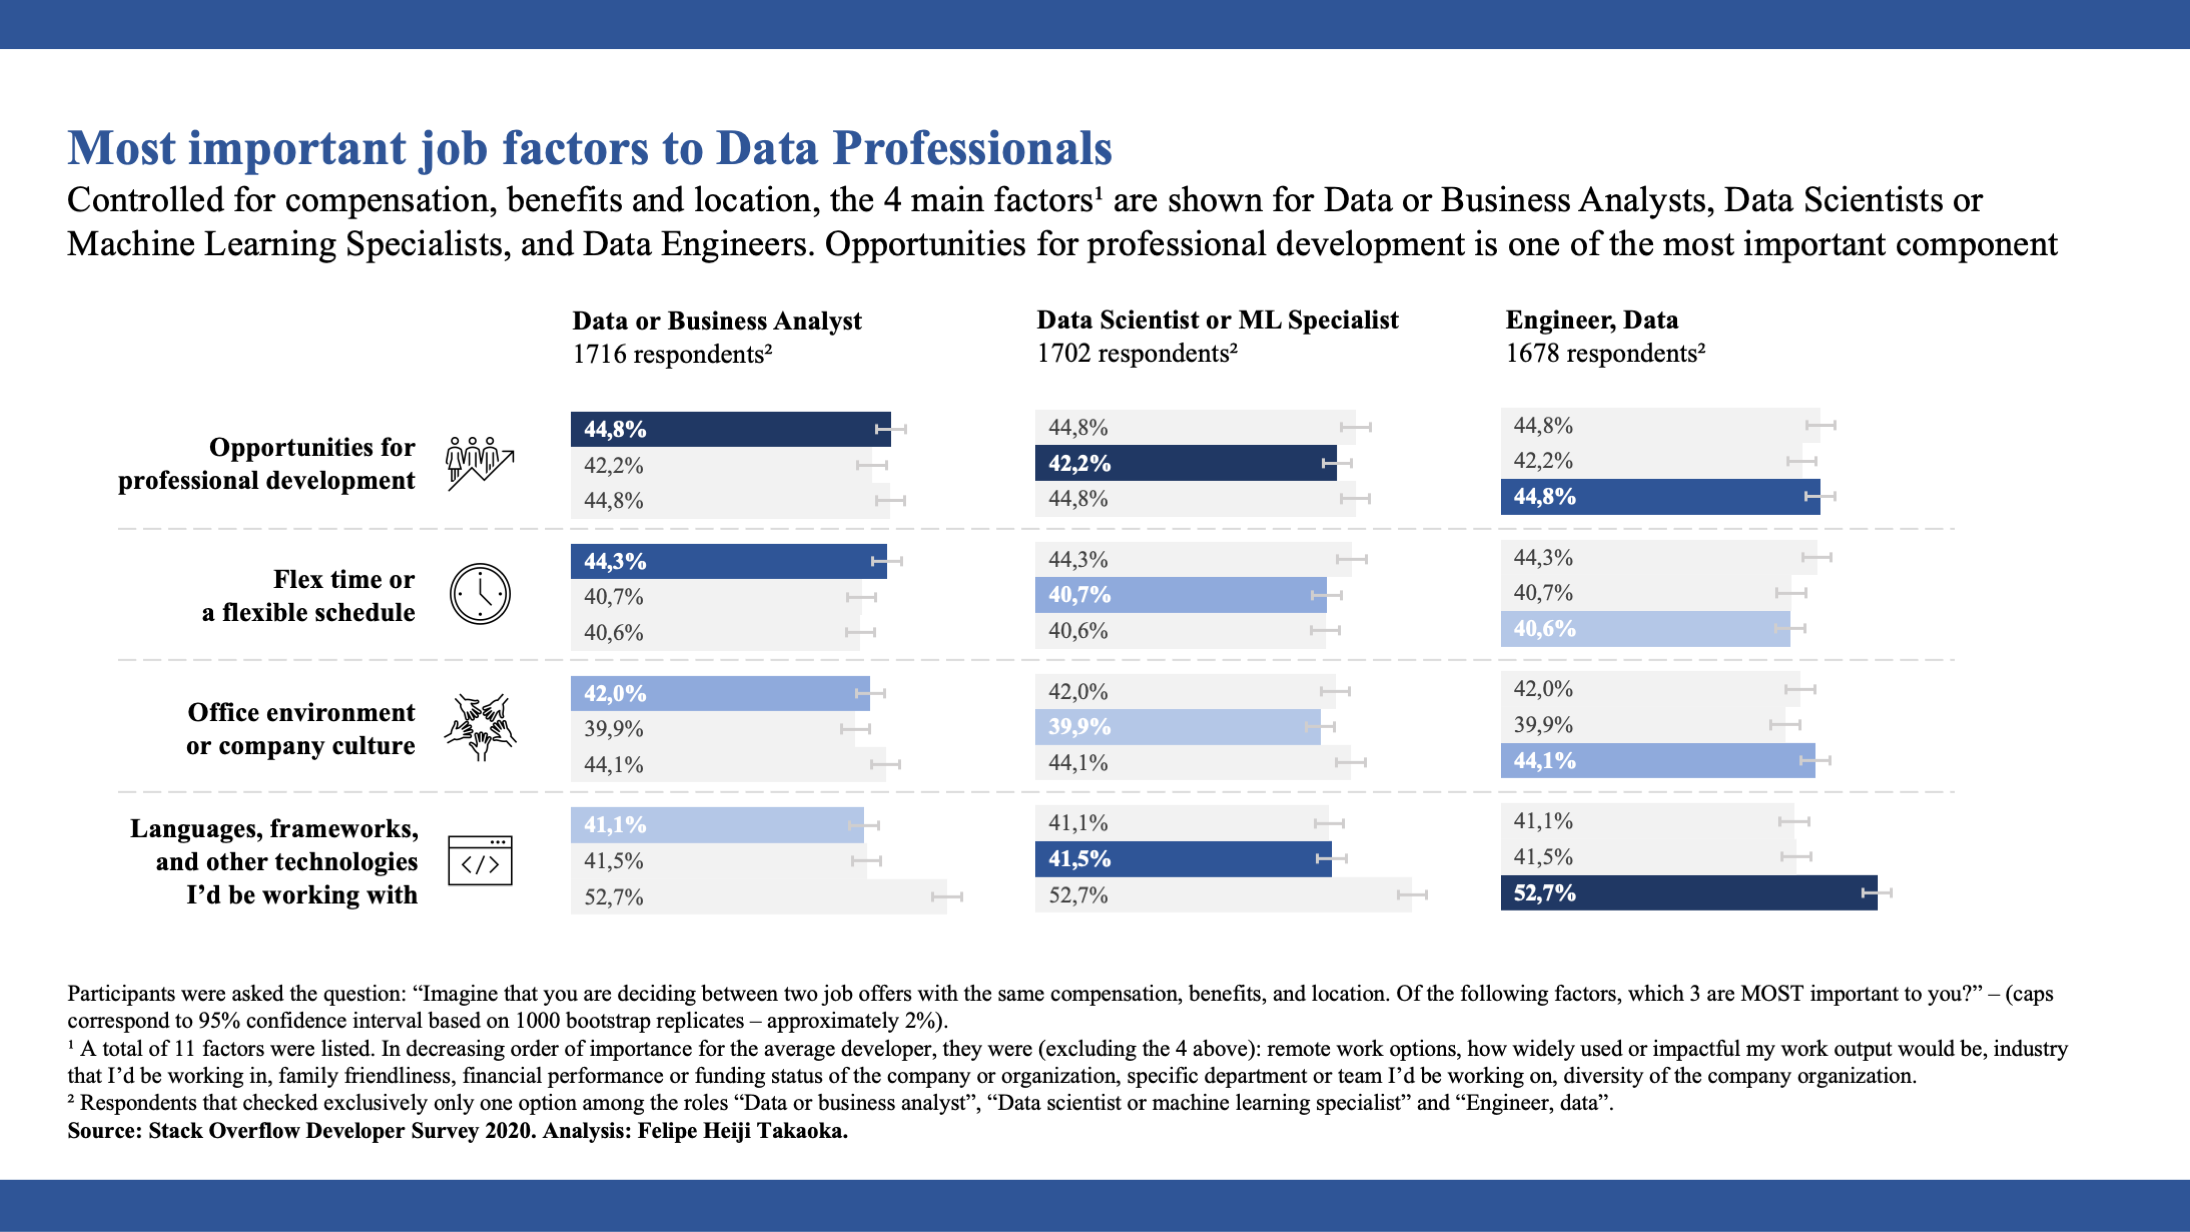 Most important job factors to Data Professionals
Controlled for compensation, benefits and location, the 4 main factors¹ are shown for Data or Business Analysts, Data Scientists or
Machine Learning Specialists, and Data Engineers. Opportunities for professional development is one of the most important component
Data or Business Analyst
1716 respondents²
Data Scientist or ML Specialist
1702 respondents²
Engineer, Data
1678 respondents²
Opportunities for
professional development
44,8%
42,2%
44,8%
44,8%
42,2%
44,8%
44,8%
42,2%
44,8%
Flex time or
a flexible schedule
44,3%
40,7%
40,6%
44,3%
40,7%
40,6%
44,3%
40,7%
40,6%
Office environment
or company culture
42,0%
39,9%
44,1%
42,0%
39,9%
44,1%
42,0%
39,9%
44,1%
Languages, frameworks,
and other technologies
I’d be working with
</>
41,1%
41,5%
52,7%
41,1%
41,5%
52,7%
41,1%
41,5%
52,7%
Participants were asked the question: “Imagine that you are deciding between two job offers with the same compensation, benefits, and location. Of the following factors, which 3 are MOST important to you?” – (caps
correspond to 95% confidence interval based on 1000 bootstrap replicates – approximately 2%).
¹ A total of 11 factors were listed. In decreasing order of importance for the average developer, they were (excluding the 4 above): remote work options, how widely used or impactful my work output would be, industry
that I’d be working in, family friendliness, financial performance or funding status of the company or organization, specific department or team I’d be working on, diversity of the company organization.
² Respondents that checked exclusively only one option among the roles “Data or business analyst”, “Data scientist or machine learning specialist” and “Engineer, data”.
Source: Stack Overflow Developer Survey 2020. Analysis: Felipe Heiji Takaoka.